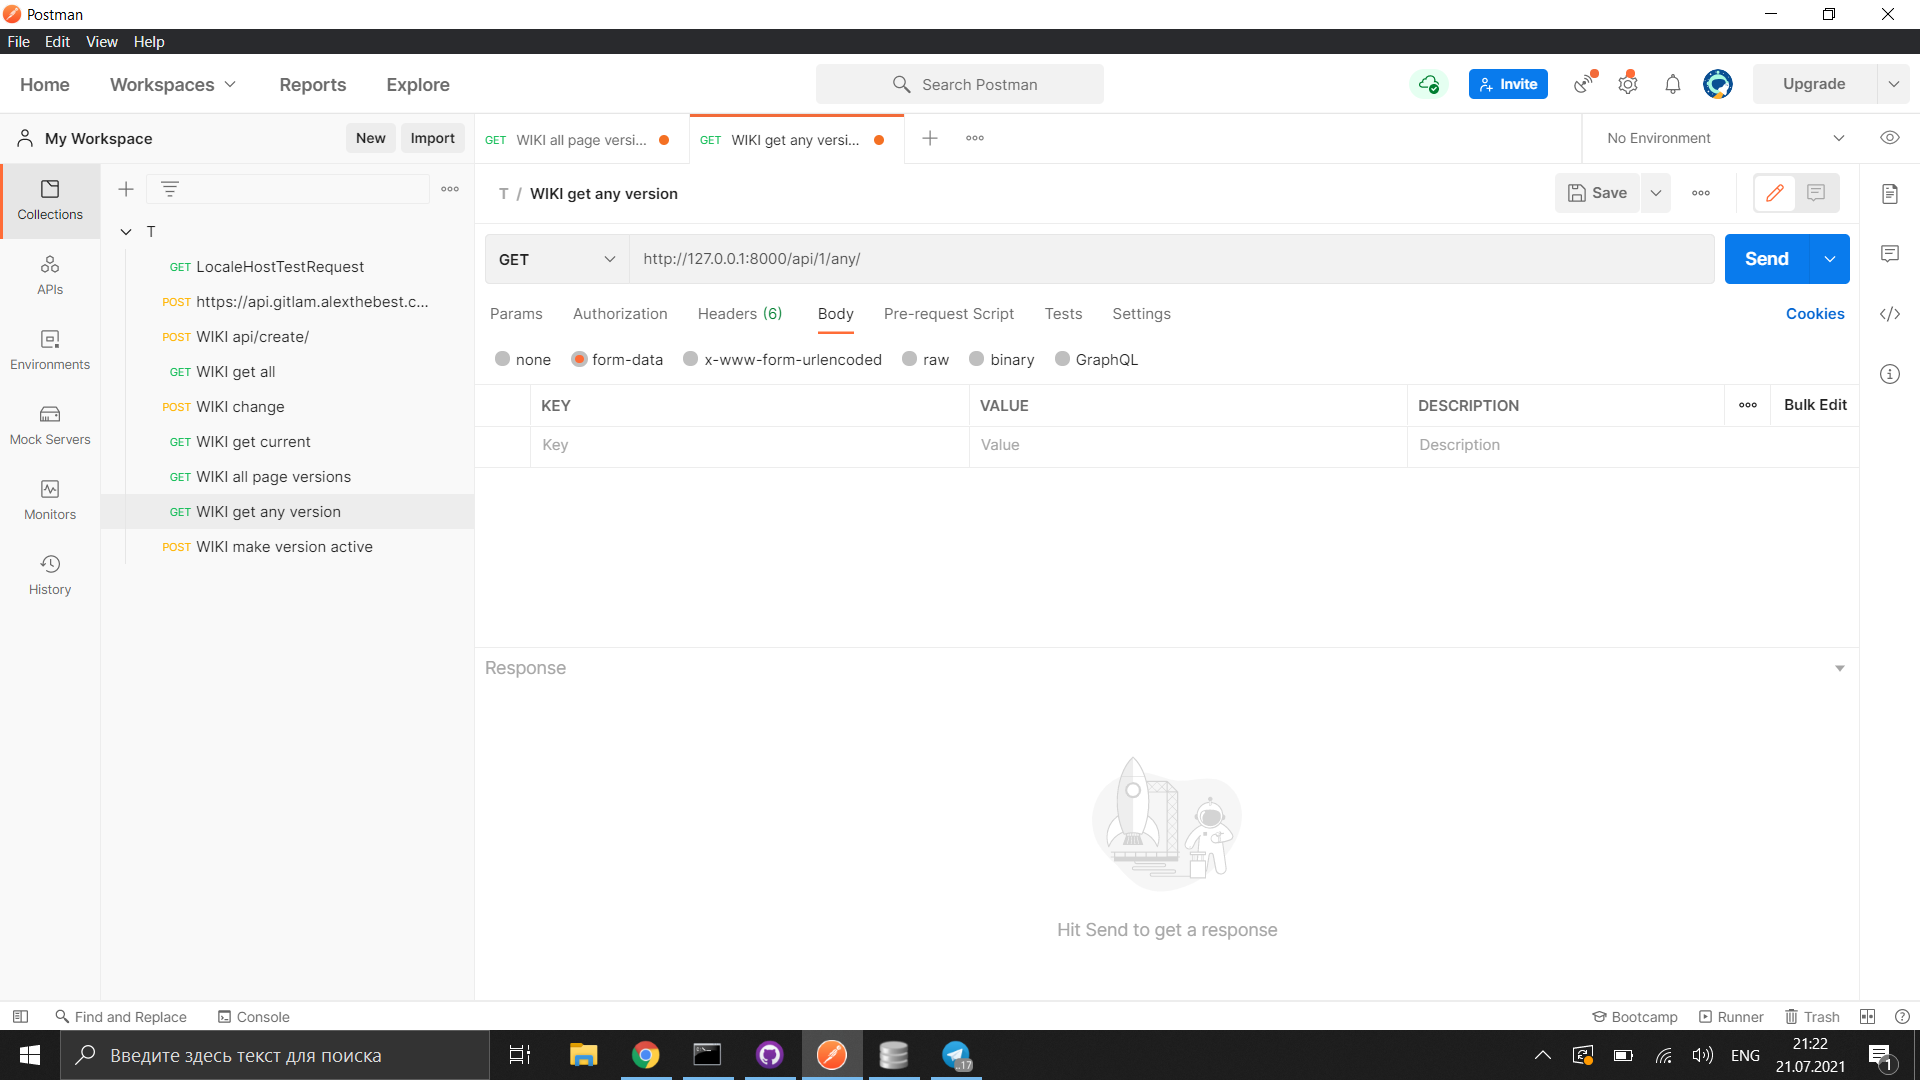 Postman
File Edit View Help
Home Workspaces Reports Explore
Search Postman
Invite
Upgrade
My Workspace
New Import
GET WIKI all page versi...
GET WIKI get any versi...
No Environment
Collections
APIs
Environments
Mock Servers
Monitors
History
T
GET LocaleHostTestRequest
POST https://api.gitlam.alexthebest.c...
POST WIKI api/create/
GET WIKI get all
POST WIKI change
GET WIKI get current
GET WIKI all page versions
GET WIKI get any version
POST WIKI make version active
T / WIKI get any version
Save
GET http://127.0.0.1:8000/api/1/any/
Send
Params Authorization Headers (6) Body Pre-request Script Tests Settings Cookies
none form-data x-www-form-urlencoded raw binary GraphQL
KEY VALUE DESCRIPTION Bulk Edit
Key Value Description
Response
Hit Send to get a response
Find and Replace Console
Bootcamp Runner Trash
Введите здесь текст для поиска
17
ENG
21:22
21.07.2021
1